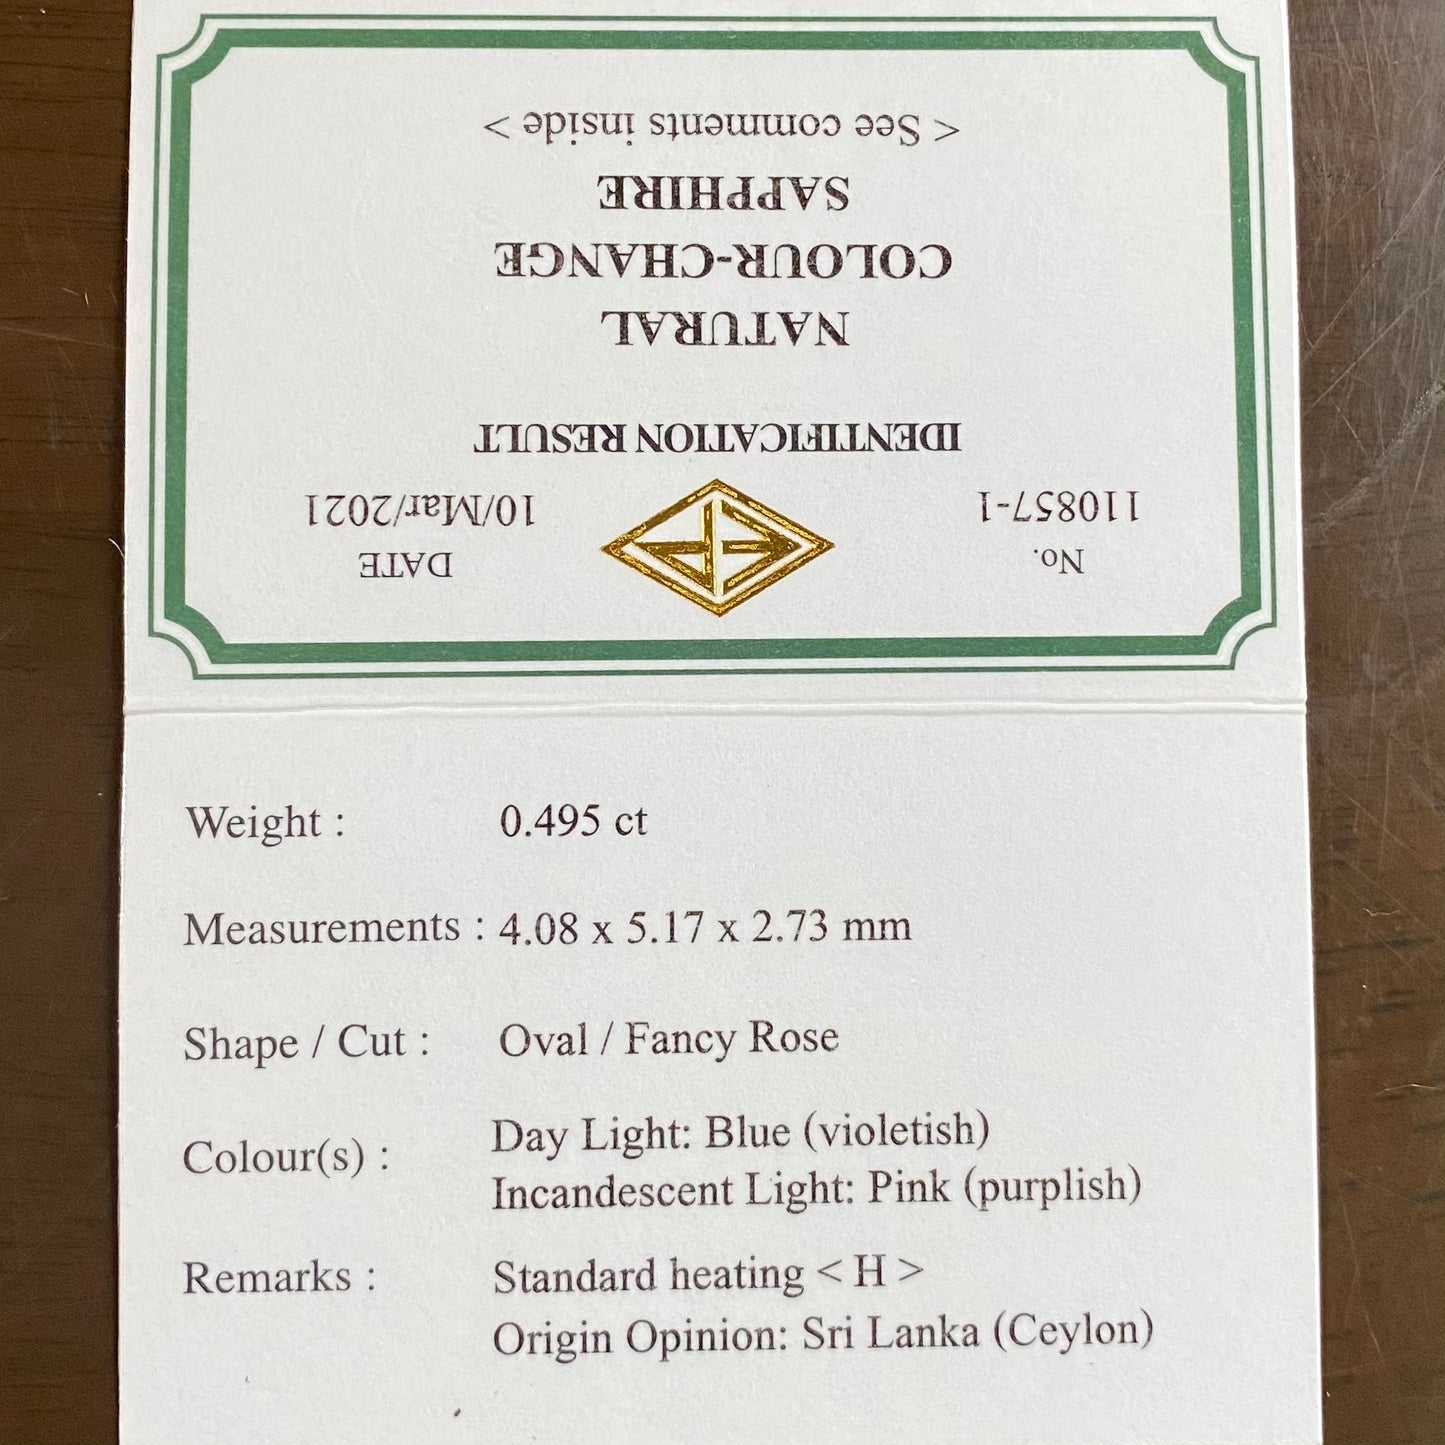 No.
110857-1
DATE
10/Mar/2021
IDENTIFICATION RESULT
NATURAL
COLOUR-CHANGE
SAPPHIRE
< See comments inside >
Weight : 0.495 ct
Measurements : 4.08 x 5.17 x 2.73 mm
Shape / Cut : Oval / Fancy Rose
Colour(s) : Day Light: Blue (violetish)
Incandescent Light: Pink (purplish)
Remarks : Standard heating < H >
Origin Opinion: Sri Lanka (Ceylon)